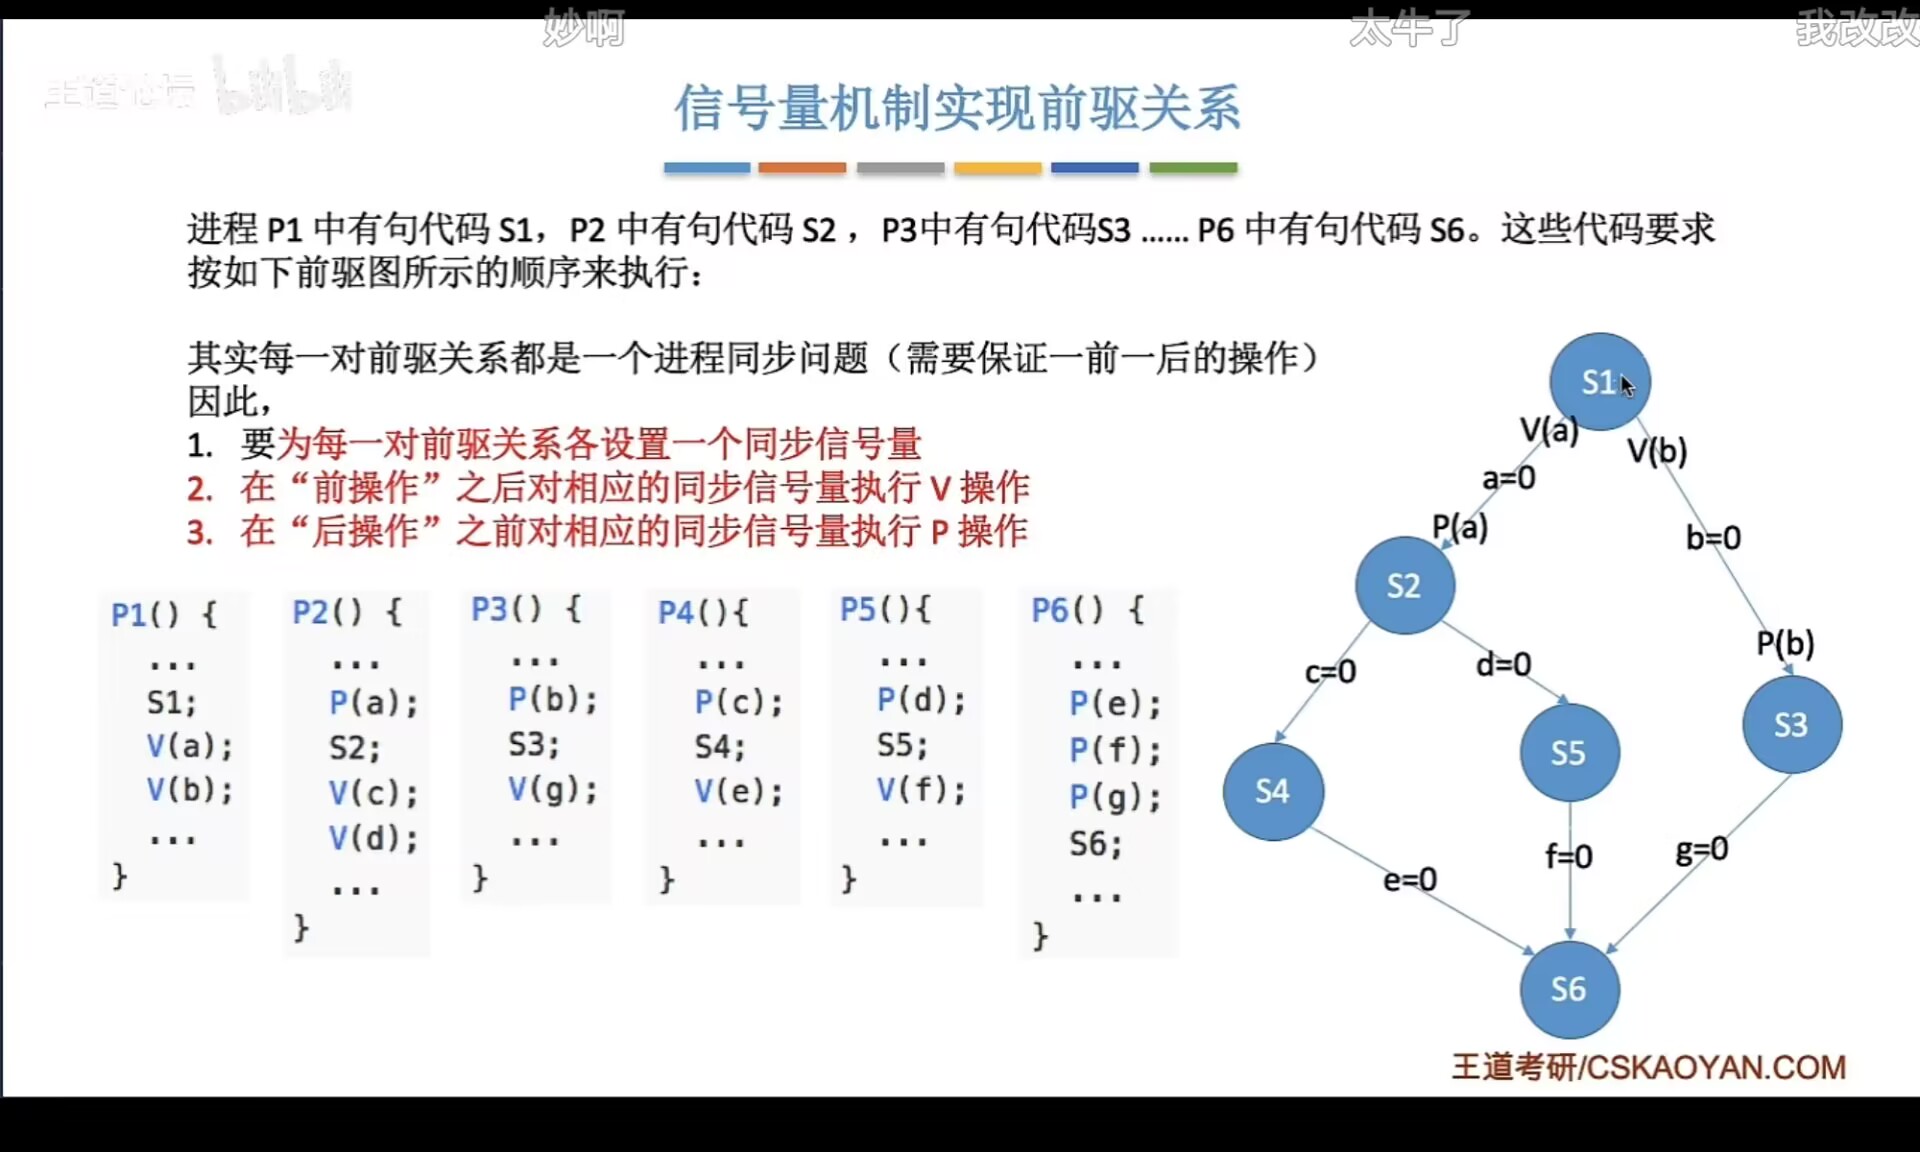 妙啊
太牛了
我改改
王道论坛 bilibili
信号量机制实现前驱关系
进程 P1 中有句代码 S1，P2 中有句代码 S2 ，P3中有句代码S3 ...... P6 中有句代码 S6。这些代码要求
按如下前驱图所示的顺序来执行：
其实每一对前驱关系都是一个进程同步问题（需要保证一前一后的操作）
因此，
1. 要为每一对前驱关系各设置一个同步信号量
2. 在“前操作”之后对相应的同步信号量执行 V 操作
3. 在“后操作”之前对相应的同步信号量执行 P 操作
P1() {
...
S1;
V(a);
V(b);
...
}
P2() {
...
P(a);
S2;
V(c);
V(d);
...
}
P3() {
...
P(b);
S3;
V(g);
...
}
P4(){
...
P(c);
S4;
V(e);
...
}
P5(){
...
P(d);
S5;
V(f);
...
}
P6() {
...
P(e);
P(f);
P(g);
S6;
...
}
S1
V(a)
V(b)
a=0
P(a)
b=0
S2
P(b)
c=0
d=0
S3
S5
S4
f=0
g=0
e=0
S6
王道考研/CSKAOYAN.COM